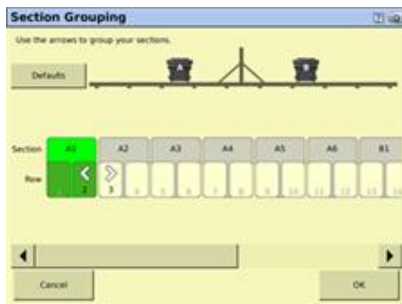 Section Grouping
Use the arrows to group your sections.
Defaults
A B
Section A1 A2 A3 A4 A5 A6 B1
Row 1 2 3 4 5 6 7 8 9 10 11 12 13 14
Cancel OK